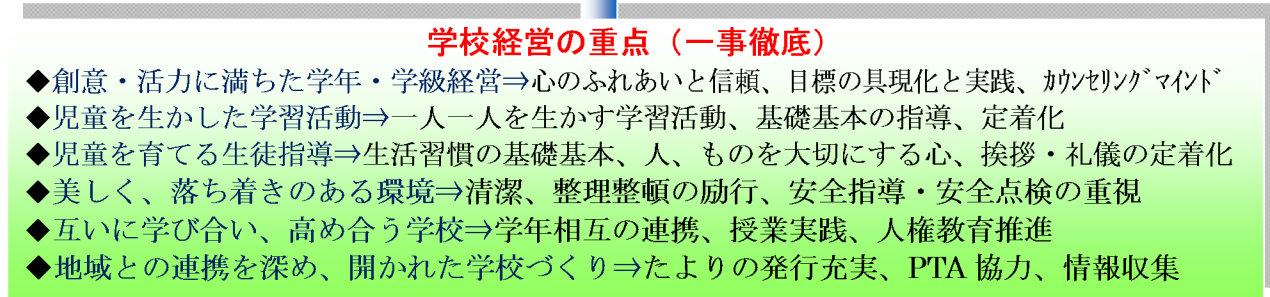 学校経営の重点（一事徹底）
◆創意・活力に満ちた学年・学級経営⇒心のふれあいと信頼、目標の具現化と実践、ｶｳﾝｾﾘﾝｸﾞﾏｲﾝﾄﾞ
◆児童を生かした学習活動⇒一人一人を生かす学習活動、基礎基本の指導、定着化
◆児童を育てる生徒指導⇒生活習慣の基礎基本、人、ものを大切にする心、挨拶・礼儀の定着化
◆美しく、落ち着きのある環境⇒清潔、整理整頓の励行、安全指導・安全点検の重視
◆互いに学び合い、高め合う学校⇒学年相互の連携、授業実践、人権教育推進
◆地域との連携を深め、開かれた学校づくり⇒たよりの発行充実、PTA 協力、情報収集